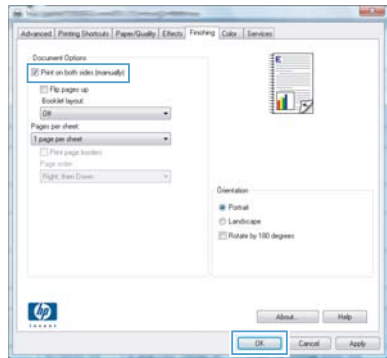 Advanced Printing Shortcuts Paper/Quality Effects Finishing Color Services
Document Options
Print on both sides (manually)
Flip pages up
Booklet layout:
Off
Pages per sheet:
1 page per sheet
Print page borders
Page order:
Right, then Down
Orientation
Portrait
Landscape
Rotate by 180 degrees
hp
invent
About... Help
OK Cancel Apply